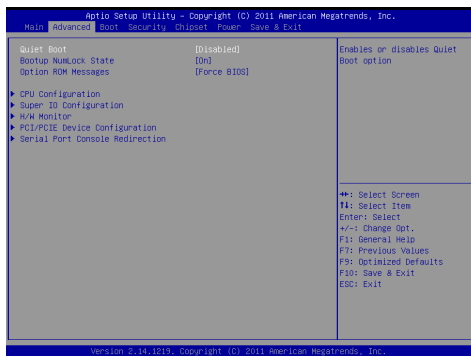 Aptio Setup Utility – Copyright (C) 2011 American Megatrends, Inc.
Main Advanced Boot Security Chipset Power Save & Exit
Quiet Boot [Disabled]
Bootup NumLock State [On]
Option ROM Messages [Force BIOS]
CPU Configuration
Super IO Configuration
H/W Monitor
PCI/PCIE Device Configuration
Serial Port Console Redirection
Enables or disables Quiet
Boot option
→←: Select Screen
↑↓: Select Item
Enter: Select
+/-: Change Opt.
F1: General Help
F7: Previous Values
F9: Optimized Defaults
F10: Save & Exit
ESC: Exit
Version 2.14.1219. Copyright (C) 2011 American Megatrends, Inc.